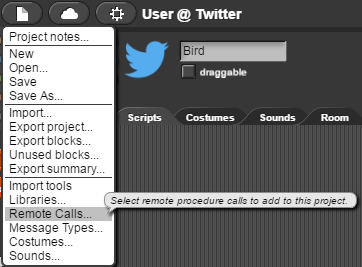 User @ Twitter
Project notes...
New
Open...
Save
Save As...
Import...
Export project...
Export blocks...
Unused blocks...
Export summary...
Import tools
Libraries...
Remote Calls...
Message Types...
Costumes...
Sounds...
Bird
draggable
Scripts Costumes Sounds Room
Select remote procedure calls to add to this project.